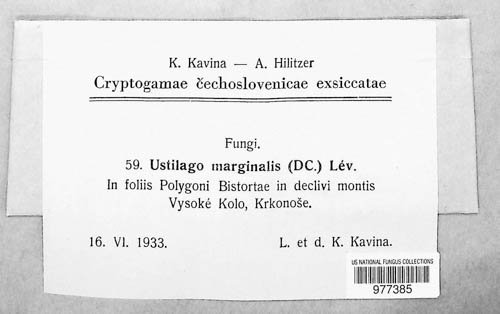 K. Kavina — A. Hilitzer
Cryptogamae čechoslovenicae exsiccatae
Fungi.
59. Ustilago marginalis (DC.) Lév.
In foliis Polygoni Bistortae in declivi montis
Vysoké Kolo, Krkonoše.
16. VI. 1933. L. et d. K. Kavina.
US NATIONAL FUNGUS COLLECTIONS
977385